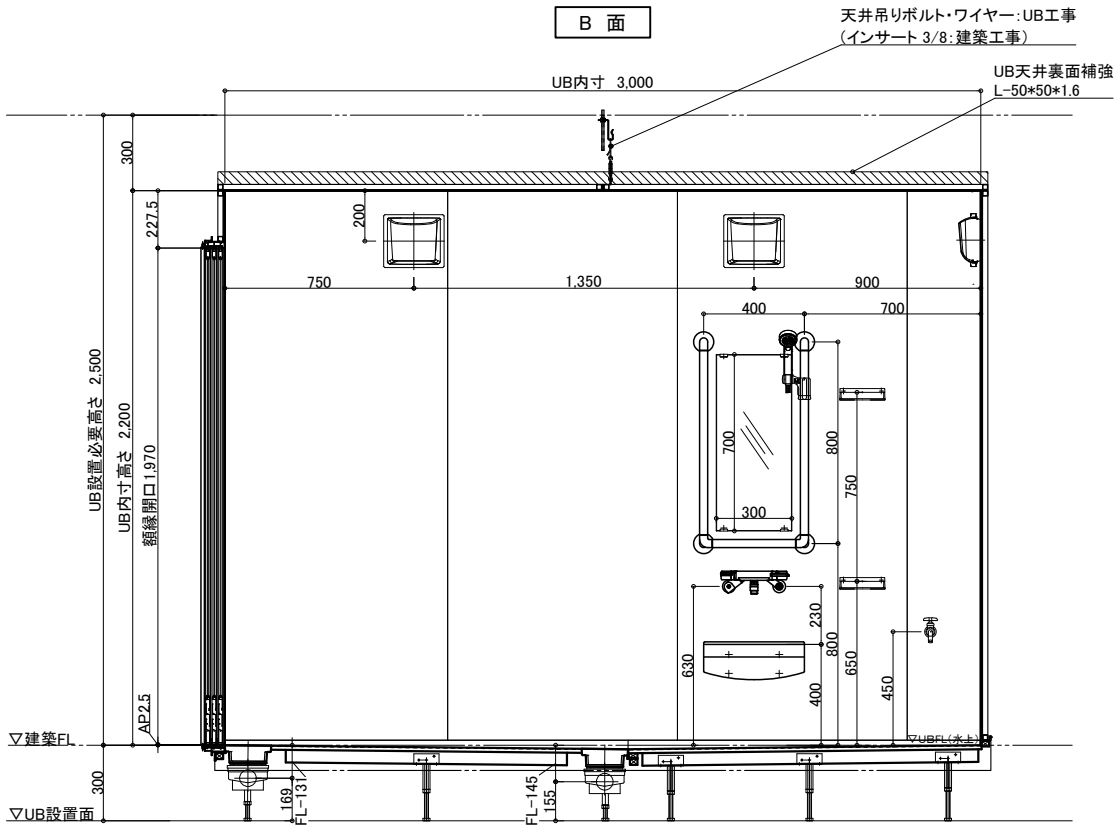 B 面
天井吊りボルト・ワイヤー：UB工事
(インサート 3/8：建築工事)
UB天井裏面補強
L-50*50*1.6
UB内寸 3,000
300
227.5
200
750
1,350
900
400
700
UB設置必要高さ 2,500
UB内寸高さ 2,200
額縁開口1,970
700
800
750
300
230
630
800
650
400
450
AP2.5
▽建築FL
▽UBFL(水上)
300
169
FL-131
FL-145
155
▽UB設置面